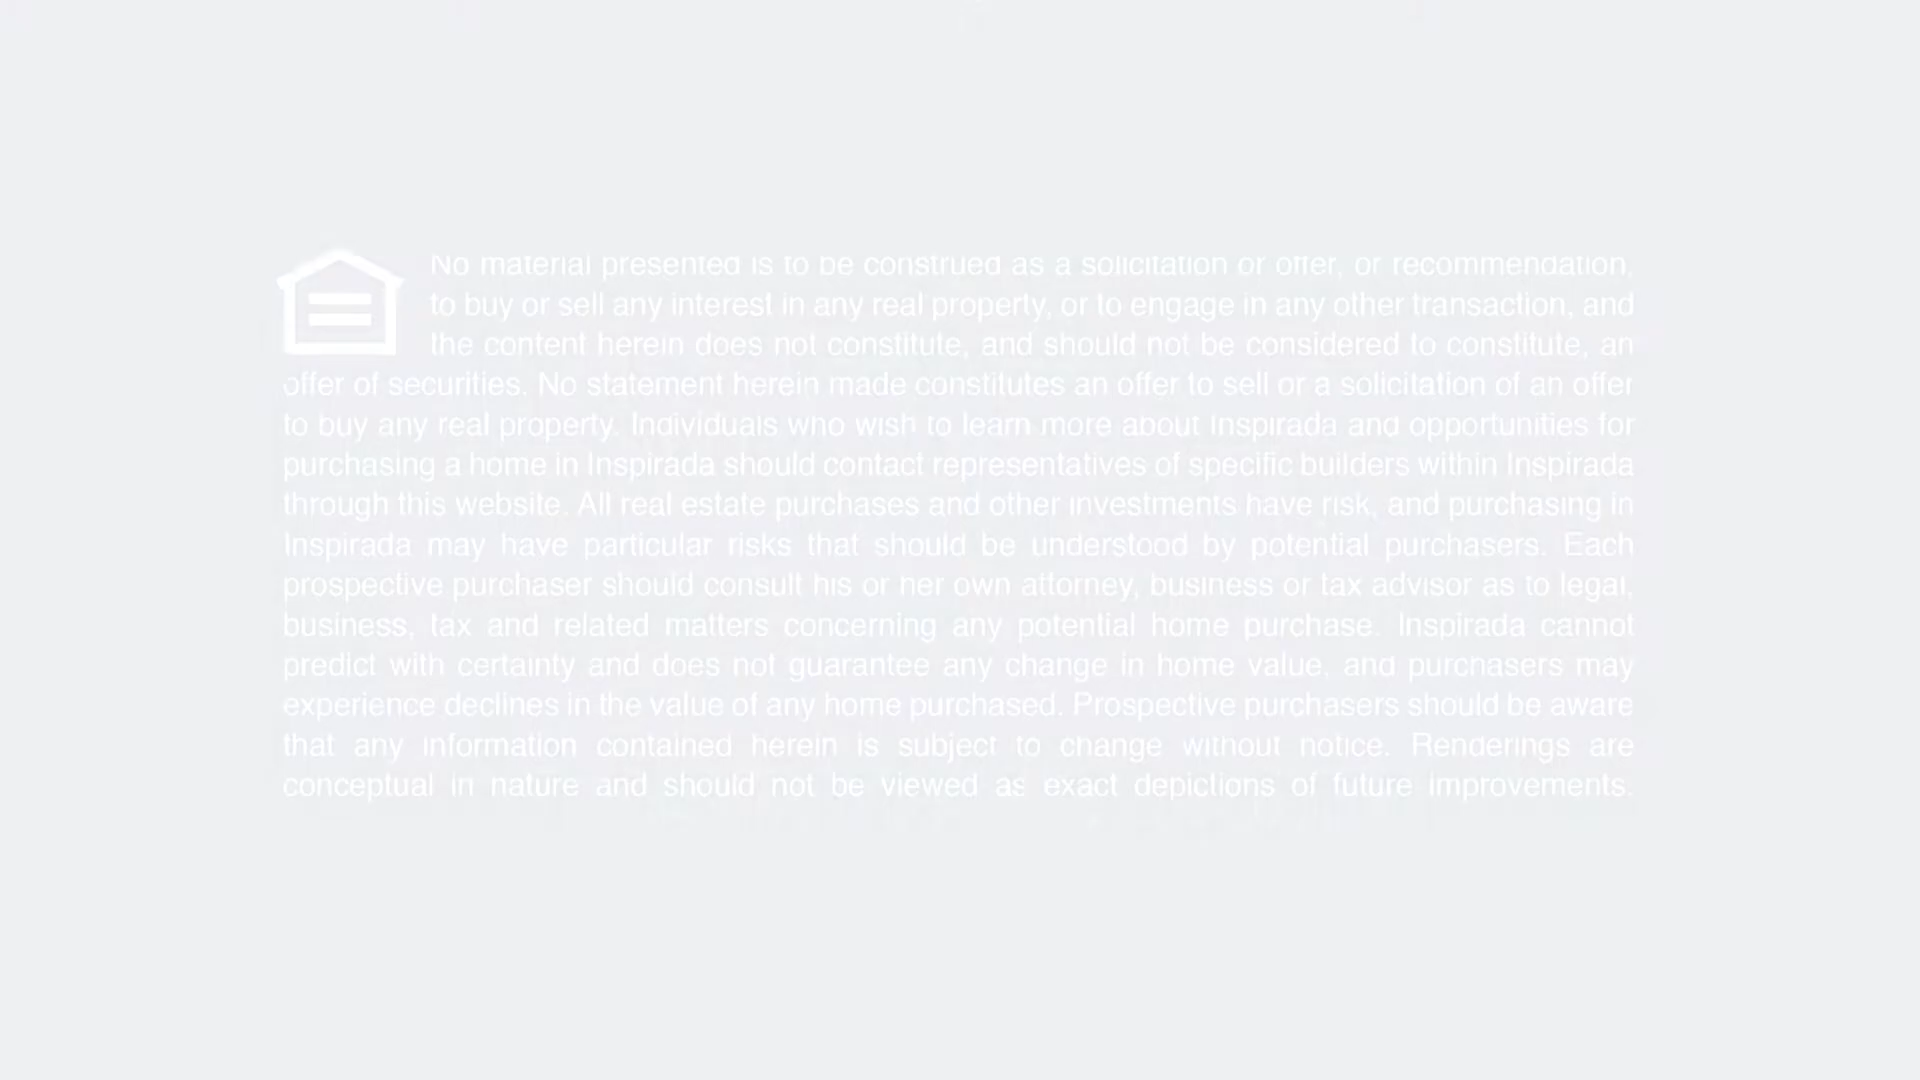 No material presented is to be construed as a solicitation or offer, or recommendation,
to buy or sell any interest in any real property, or to engage in any other transaction, and
the content herein does not constitute, and should not be considered to constitute, an
offer of securities. No statement herein made constitutes an offer to sell or a solicitation of an offer
to buy any real property. Individuals who wish to learn more about Inspirada and opportunities for
purchasing a home in Inspirada should contact representatives of specific builders within Inspirada
through this website. All real estate purchases and other investments have risk, and purchasing in
Inspirada may have particular risks that should be understood by potential purchasers. Each
prospective purchaser should consult his or her own attorney, business or tax advisor as to legal,
business, tax and related matters concerning any potential home purchase. Inspirada cannot
predict with certainty and does not guarantee any change in home value, and purchasers may
experience declines in the value of any home purchased. Prospective purchasers should be aware
that any information contained herein is subject to change without notice. Renderings are
conceptual in nature and should not be viewed as exact depictions of future improvements.